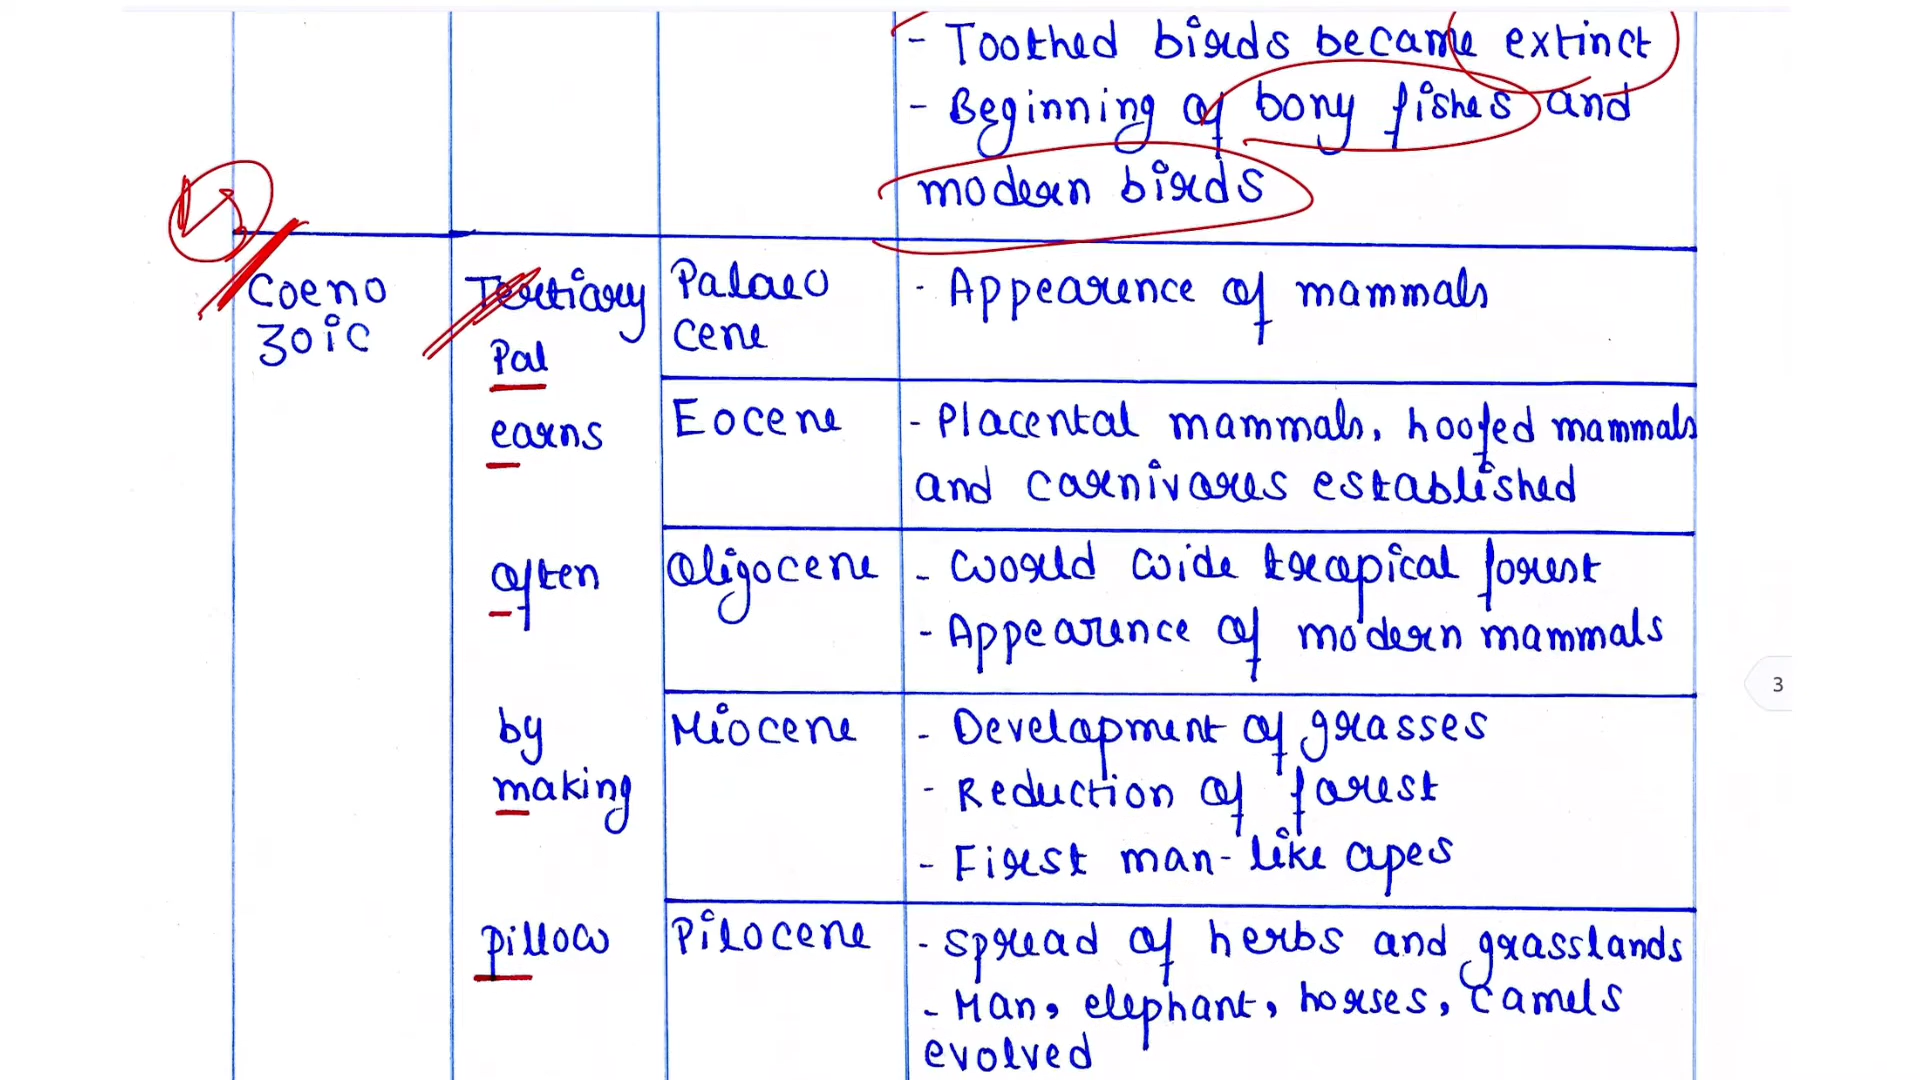 - Toothed birds became extinct
- Beginning of bony fishes and
modern birds
Coeno
zoic
Tertiary
Pal
earns
often
by
making
pillow
Palaeo
cene
- Appearence of mammals
Eocene
- Placental mammals, hoofed mammals
and carnivores established
Oligocene
- World wide tropical forest
- Appearence of modern mammals
Miocene
- Development of grasses
- Reduction of forest
- First man-like apes
Pilocene
- Spread of herbs and grasslands
- Man, elephant, horses, camels
evolved
3